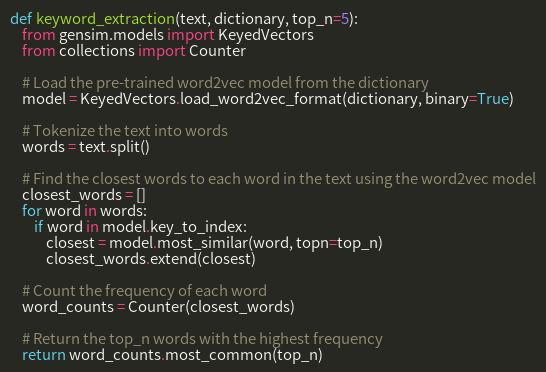 def keyword_extraction(text, dictionary, top_n=5):
    from gensim.models import KeyedVectors
    from collections import Counter

    # Load the pre-trained word2vec model from the dictionary
    model = KeyedVectors.load_word2vec_format(dictionary, binary=True)

    # Tokenize the text into words
    words = text.split()

    # Find the closest words to each word in the text using the word2vec model
    closest_words = []
    for word in words:
        if word in model.key_to_index:
            closest = model.most_similar(word, topn=top_n)
            closest_words.extend(closest)

    # Count the frequency of each word
    word_counts = Counter(closest_words)

    # Return the top_n words with the highest frequency
    return word_counts.most_common(top_n)